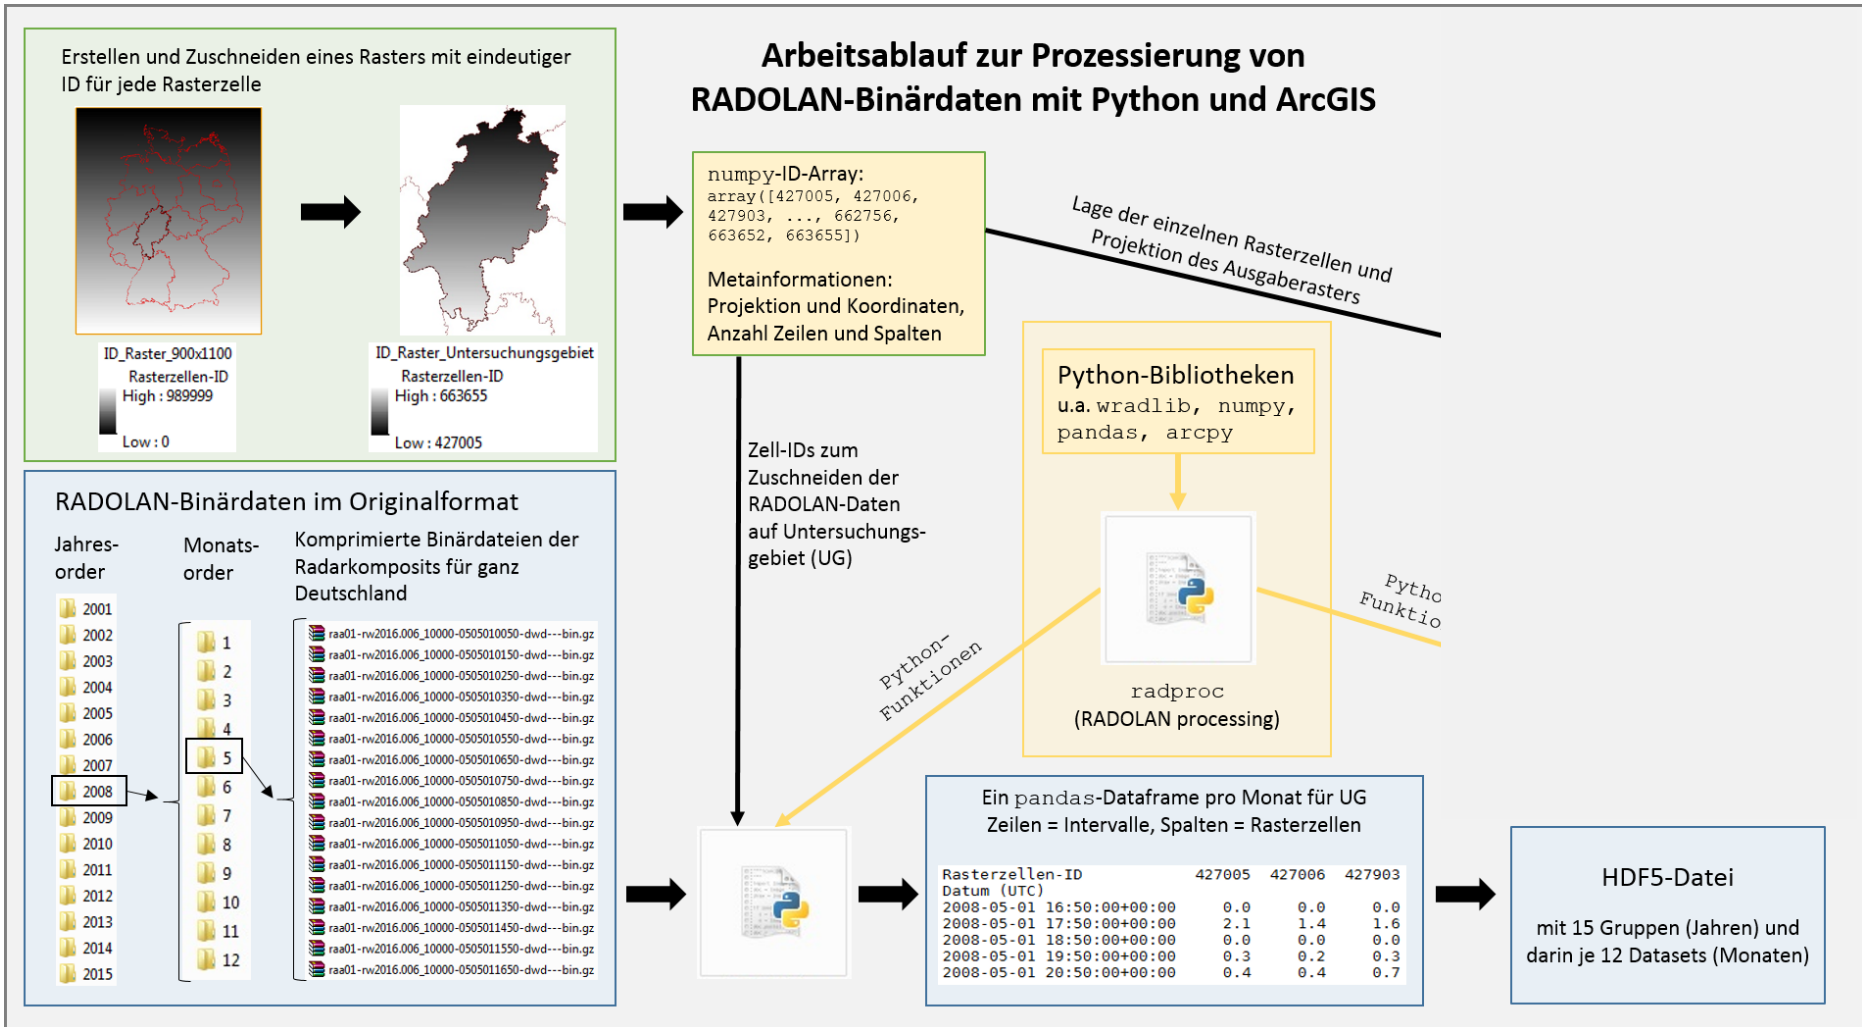 Arbeitsablauf zur Prozessierung von
RADOLAN-Binärdaten mit Python und ArcGIS
Erstellen und Zuschneiden eines Rasters mit eindeutiger
ID für jede Rasterzelle
ID_Raster_900x1100
Rasterzellen-ID
High : 989999
Low : 0
ID_Raster_Untersuchungsgebiet
Rasterzellen-ID
High : 663655
Low : 427005
numpy-ID-Array:
array([427005, 427006,
427903, ..., 662756,
663652, 663655])
Metainformationen:
Projektion und Koordinaten,
Anzahl Zeilen und Spalten
Lage der einzelnen Rasterzellen und
Projektion des Ausgaberasters
Python-Bibliotheken
u.a. wradlib, numpy,
pandas, arcpy
radproc
(RADOLAN processing)
Zell-IDs zum
Zuschneiden der
RADOLAN-Daten
auf Untersuchungs-
gebiet (UG)
Python-
Funktionen
Pytho
Funktio
RADOLAN-Binärdaten im Originalformat
Jahres-
order
2001
2002
2003
2004
2005
2006
2007
2008
2009
2010
2011
2012
2013
2014
2015
Monats-
order
1
2
3
4
5
6
7
8
9
10
11
12
Komprimierte Binärdateien der
Radarkomposits für ganz
Deutschland
raa01-rw2016.006_10000-0505010050-dwd---bin.gz
raa01-rw2016.006_10000-0505010150-dwd---bin.gz
raa01-rw2016.006_10000-0505010250-dwd---bin.gz
raa01-rw2016.006_10000-0505010350-dwd---bin.gz
raa01-rw2016.006_10000-0505010450-dwd---bin.gz
raa01-rw2016.006_10000-0505010550-dwd---bin.gz
raa01-rw2016.006_10000-0505010650-dwd---bin.gz
raa01-rw2016.006_10000-0505010750-dwd---bin.gz
raa01-rw2016.006_10000-0505010850-dwd---bin.gz
raa01-rw2016.006_10000-0505010950-dwd---bin.gz
raa01-rw2016.006_10000-0505011050-dwd---bin.gz
raa01-rw2016.006_10000-0505011150-dwd---bin.gz
raa01-rw2016.006_10000-0505011250-dwd---bin.gz
raa01-rw2016.006_10000-0505011350-dwd---bin.gz
raa01-rw2016.006_10000-0505011450-dwd---bin.gz
raa01-rw2016.006_10000-0505011550-dwd---bin.gz
raa01-rw2016.006_10000-0505011650-dwd---bin.gz
Ein pandas-Dataframe pro Monat für UG
Zeilen = Intervalle, Spalten = Rasterzellen
Rasterzellen-ID 427005 427006 427903
Datum (UTC)
2008-05-01 16:50:00+00:00 0.0 0.0 0.0
2008-05-01 17:50:00+00:00 2.1 1.4 1.6
2008-05-01 18:50:00+00:00 0.0 0.0 0.0
2008-05-01 19:50:00+00:00 0.3 0.2 0.3
2008-05-01 20:50:00+00:00 0.4 0.4 0.7
HDF5-Datei
mit 15 Gruppen (Jahren) und
darin je 12 Datasets (Monaten)